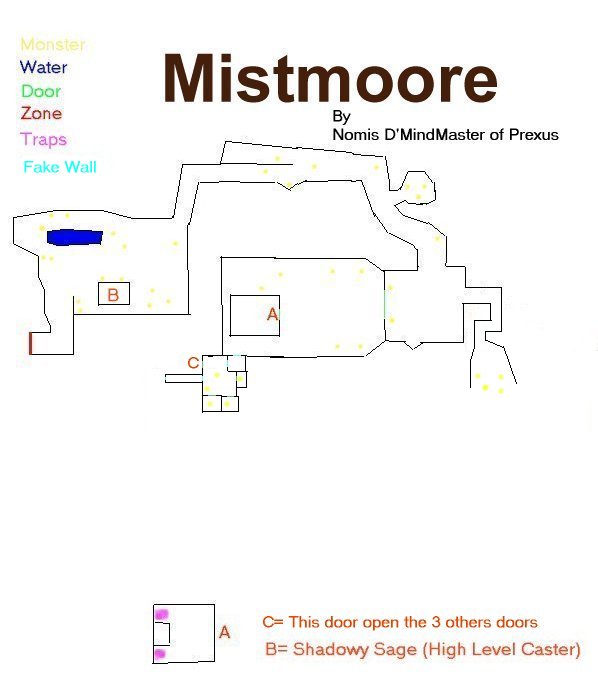 Monster
Water
Door
Zone
Traps
Fake Wall
Mistmoore
By
Nomis D'MindMaster of Prexus
B
A
C
A
C= This door open the 3 others doors
B= Shadowy Sage (High Level Caster)